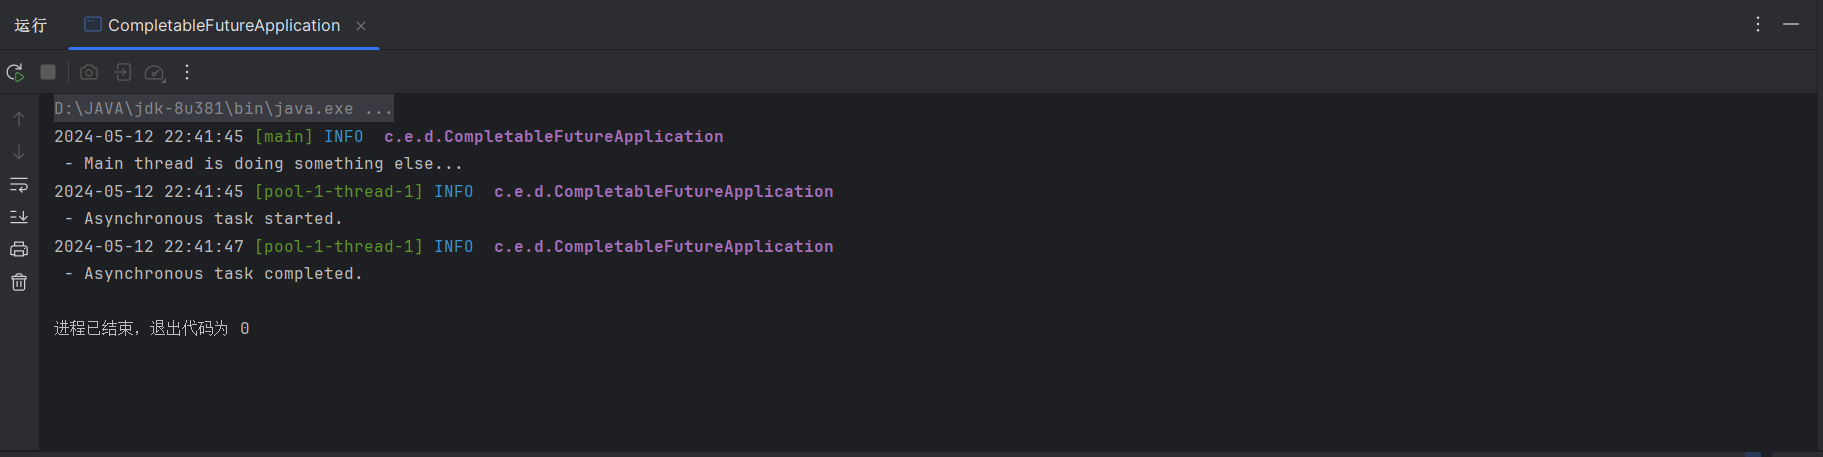 运行 CompletableFutureApplication
D:\JAVA\jdk-8u381\bin\java.exe ...
2024-05-12 22:41:45 [main] INFO  c.e.d.CompletableFutureApplication
 - Main thread is doing something else...
2024-05-12 22:41:45 [pool-1-thread-1] INFO  c.e.d.CompletableFutureApplication
 - Asynchronous task started.
2024-05-12 22:41:47 [pool-1-thread-1] INFO  c.e.d.CompletableFutureApplication
 - Asynchronous task completed.
进程已结束，退出代码为 0